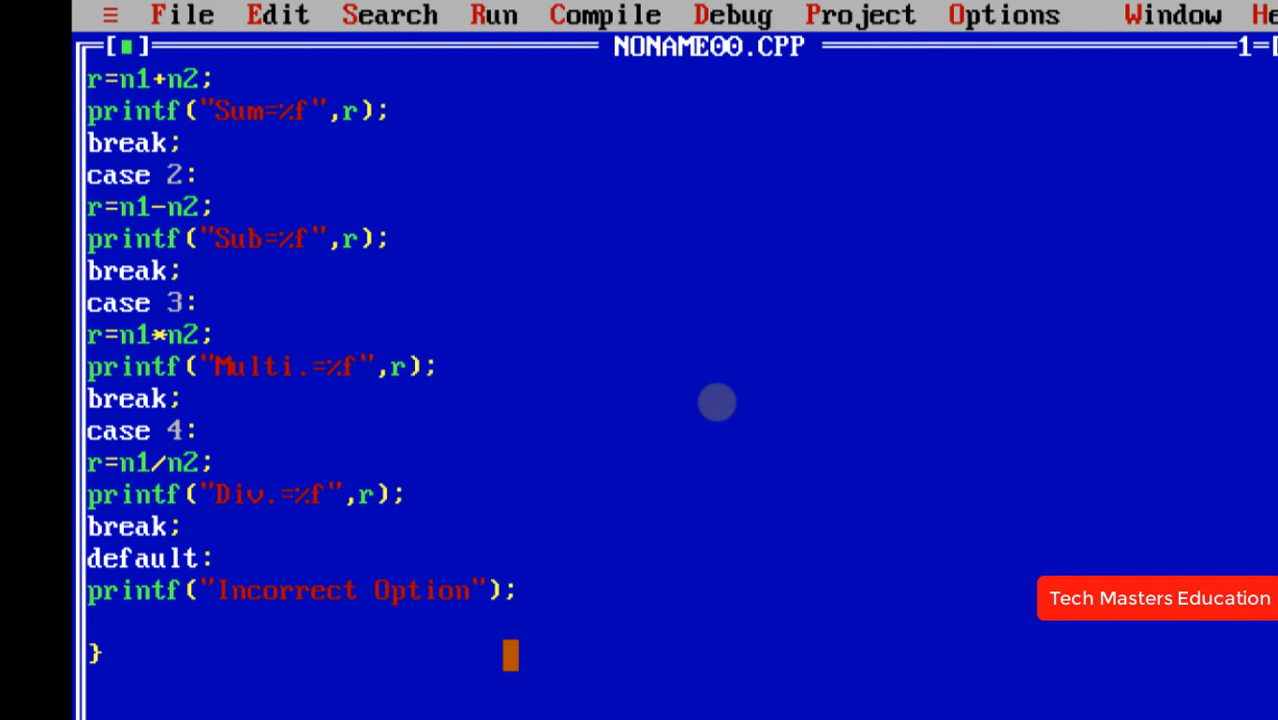 ≡ File Edit Search Run Compile Debug Project Options Window He
[■] NONAME00.CPP 1=[
r=n1+n2;
printf("Sum=%f",r);
break;
case 2:
r=n1-n2;
printf("Sub=%f",r);
break;
case 3:
r=n1*n2;
printf("Multi.=%f",r);
break;
case 4:
r=n1/n2;
printf("Div.=%f",r);
break;
default:
printf("Incorrect Option");
Tech Masters Education
}